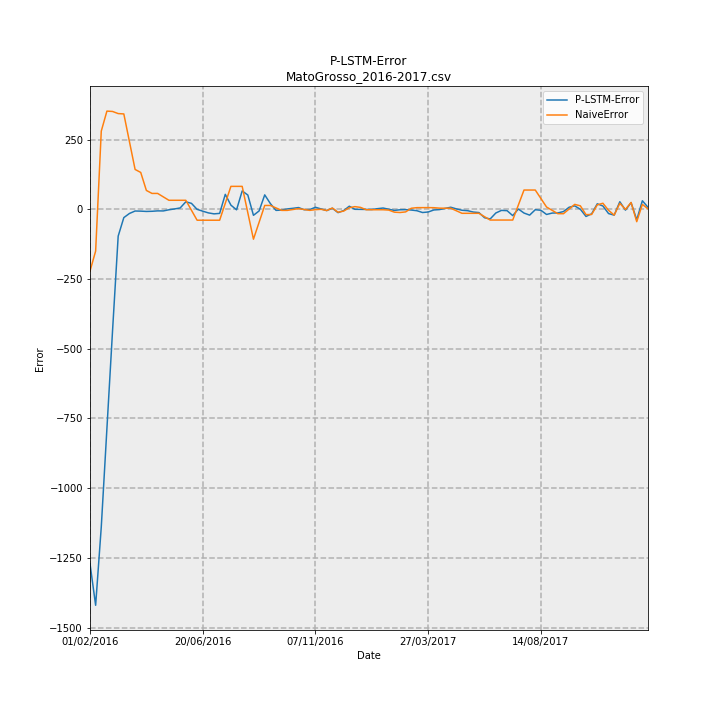 P-LSTM-Error
MatoGrosso_2016-2017.csv
P-LSTM-Error
NaiveError
250
0
−250
−500
−750
−1000
−1250
−1500
Error
01/02/2016 20/06/2016 07/11/2016 27/03/2017 14/08/2017
Date